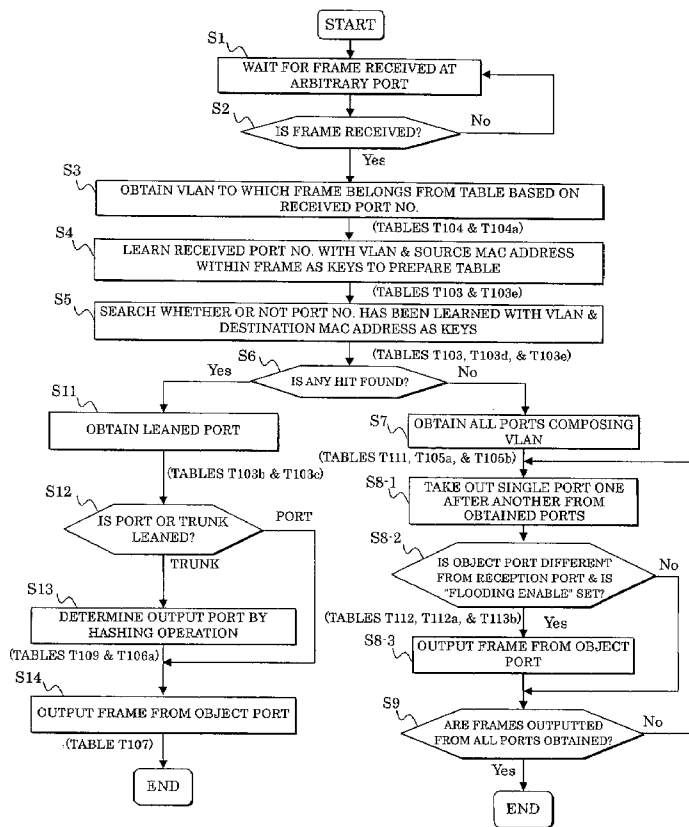 START
S1
WAIT FOR FRAME RECEIVED AT
ARBITRARY PORT
S2
IS FRAME RECEIVED?
No
Yes
S3
OBTAIN VLAN TO WHICH FRAME BELONGS FROM TABLE BASED ON
RECEIVED PORT NO.
(TABLES T104 & T104a)
S4
LEARN RECEIVED PORT NO. WITH VLAN & SOURCE MAC ADDRESS
WITHIN FRAME AS KEYS TO PREPARE TABLE
(TABLES T103 & T103e)
S5
SEARCH WHETHER OR NOT PORT NO. HAS BEEN LEARNED WITH VLAN &
DESTINATION MAC ADDRESS AS KEYS
(TABLES T103, T103d, & T103e)
S6
IS ANY HIT FOUND?
Yes
No
S11
OBTAIN LEANED PORT
(TABLES T103b & T103c)
S12
IS PORT OR TRUNK
LEANED?
PORT
TRUNK
S13
DETERMINE OUTPUT PORT BY
HASHING OPERATION
(TABLES T109 & T106a)
S14
OUTPUT FRAME FROM OBJECT PORT
(TABLE T107)
END
S7
OBTAIN ALL PORTS COMPOSING
VLAN
(TABLES T111, T105a, & T105b)
S8-1
TAKE OUT SINGLE PORT ONE
AFTER ANOTHER FROM
OBTAINED PORTS
S8-2
IS OBJECT PORT DIFFERENT
FROM RECEPTION PORT & IS
"FLOODING ENABLE" SET?
No
(TABLES T112, T112a, & T113b)
Yes
S8-3
OUTPUT FRAME FROM OBJECT
PORT
S9
ARE FRAMES OUTPUTTED
FROM ALL PORTS OBTAINED?
No
Yes
END